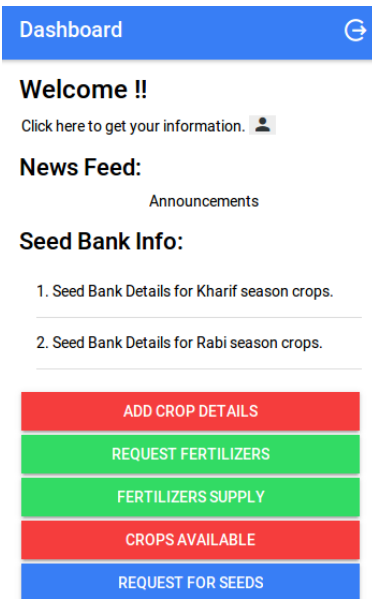 Dashboard
Welcome !!
Click here to get your information.
News Feed:
Announcements
Seed Bank Info:
1. Seed Bank Details for Kharif season crops.
2. Seed Bank Details for Rabi season crops.
ADD CROP DETAILS
REQUEST FERTILIZERS
FERTILIZERS SUPPLY
CROPS AVAILABLE
REQUEST FOR SEEDS